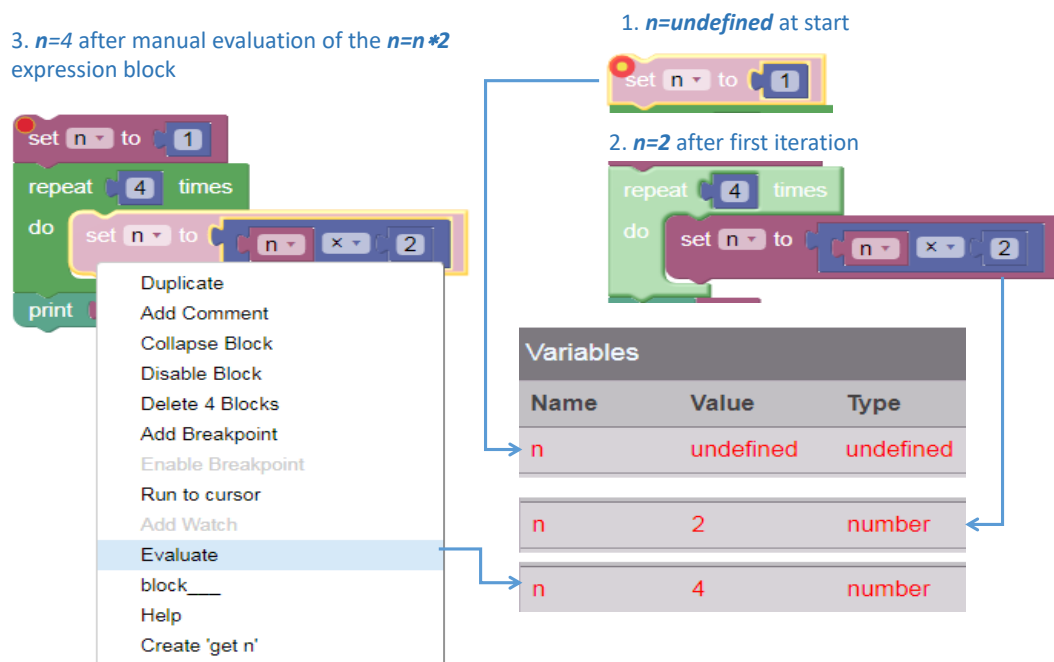 3. n=4 after manual evaluation of the n=n*2
expression block
set n to 1
repeat 4 times
do set n to n × 2
print
Duplicate
Add Comment
Collapse Block
Disable Block
Delete 4 Blocks
Add Breakpoint
Enable Breakpoint
Run to cursor
Add Watch
Evaluate
block___
Help
Create 'get n'
1. n=undefined at start
set n to 1
2. n=2 after first iteration
repeat 4 times
do set n to n × 2
Variables
Name Value Type
n undefined undefined
n 2 number
n 4 number